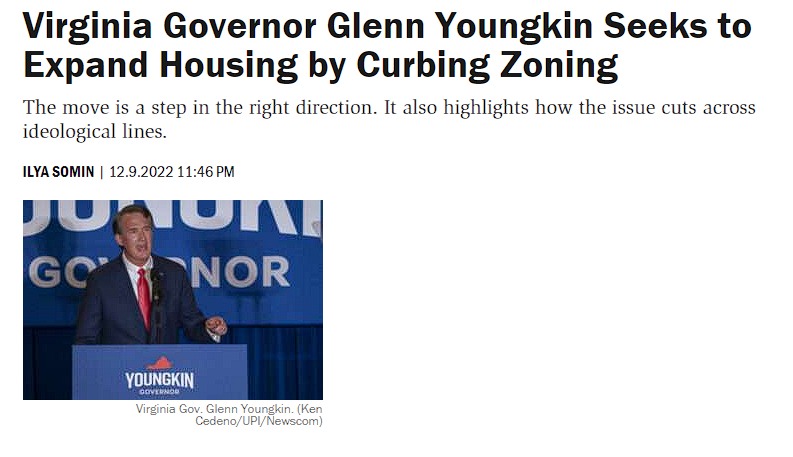 Virginia Governor Glenn Youngkin Seeks to
Expand Housing by Curbing Zoning
The move is a step in the right direction. It also highlights how the issue cuts across
ideological lines.
ILYA SOMIN | 12.9.2022 11:46 PM
YOUNGKIN
GOVERNOR
Virginia Gov. Glenn Youngkin. (Ken
Cedeno/UPI/Newscom)